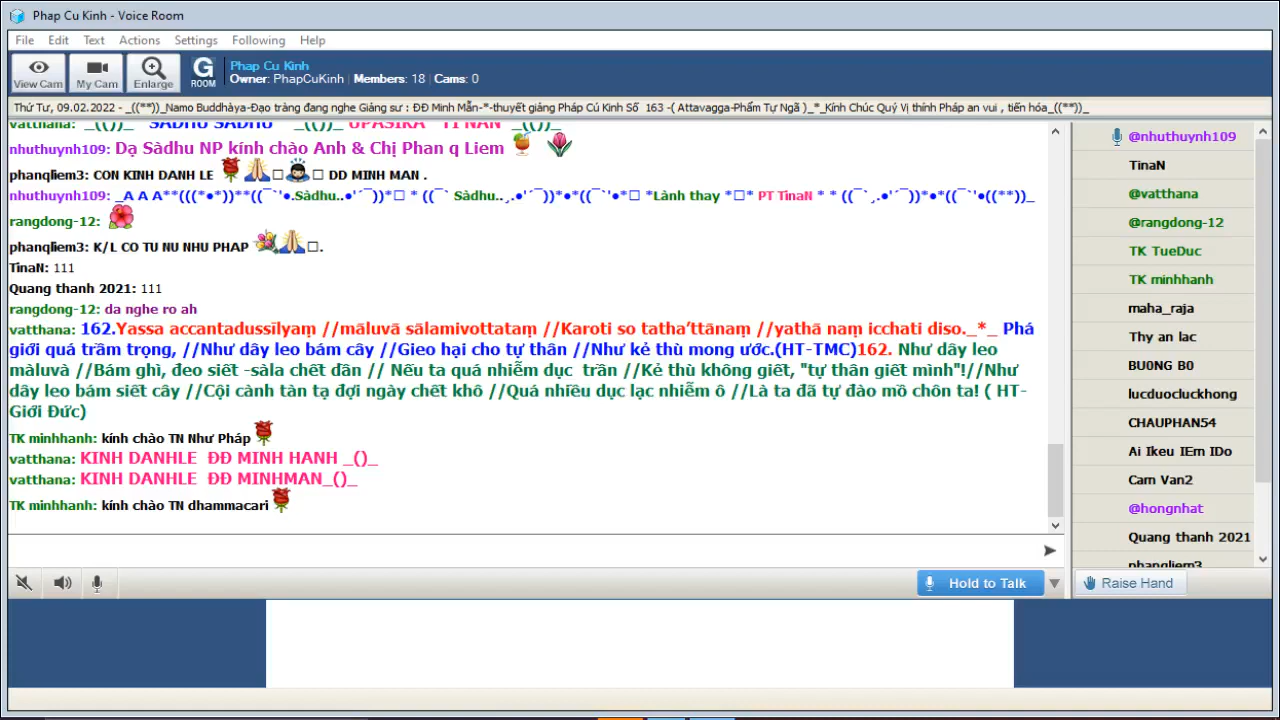 Phap Cu Kinh - Voice Room
File Edit Text Actions Settings Following Help
View Cam My Cam Enlarge G ROOM
Phap Cu Kinh
Owner: PhapCuKinh Members: 18 Cams: 0
Thứ Tư, 09.02.2022 - _((**))_Namo Buddhàya-Đạo tràng đang nghe Giảng sư : ĐĐ Minh Mẫn-*-thuyết giảng Pháp Cú Kinh Số 163 -( Attavagga-Phẩm Tự Ngã )_*_Kính Chúc Quý Vị thính Pháp an vui , tiến hóa_((**))_
vatthana: _(())_ SADHU SADHU _(())_ UPASIKA TI NAN _(())_
nhuthuynh109: Dạ Sàdhu NP kính chào Anh & Chị Phan q Liem
phanqliem3: CON KINH DANH LE DD MINH MAN .
nhuthuynh109: _A A A**(((*•*))**((¯`'•.Sàdhu..•'´¯))*□ * ((¯`•. Sàdhu..¸.•'´¯))*•*((¯`'•*□ *Lành thay *□* PT TinaN * * ((¯`¸.•'´¯))*•*((¯`'•((**))_
rangdong-12:
phanqliem3: K/L CO TU NU NHU PHAP □.
TinaN: 111
Quang thanh 2021: 111
rangdong-12: da nghe ro ah
vatthana: 162.Yassa accantadussīlyaṃ //māluvā sālamivottataṃ //Karoti so tatha’ttānaṃ //yathā naṃ icchati diso._*_ Phá
giới quá trầm trọng, //Như dây leo bám cây //Gieo hại cho tự thân //Như kẻ thù mong ước.(HT-TMC)162. Như dây leo
màluvà //Bám ghì, đeo siết -sàla chết dần // Nếu ta quá nhiễm dục trần //Kẻ thù không giết, "tự thân giết mình"!//Như
dây leo bám siết cây //Cội cành tàn tạ đợi ngày chết khô //Quá nhiều dục lạc nhiễm ô //Là ta đã tự đào mồ chôn ta! ( HT-
Giới Đức)
TK minhhanh: kính chào TN Như Pháp
vatthana: KINH DANHLE ĐĐ MINH HANH _()_
vatthana: KINH DANHLE ĐĐ MINHMAN_()_
TK minhhanh: kính chào TN dhammacari
@nhuthuynh109
TinaN
@vatthana
@rangdong-12
TK TueDuc
TK minhhanh
maha_raja
Thy an lac
BU0NG B0
lucduocluckhong
CHAUPHAN54
Ai Ikeu IEm IDo
Cam Van2
@hongnhat
Quang thanh 2021
phanqliem3
Hold to Talk
Raise Hand